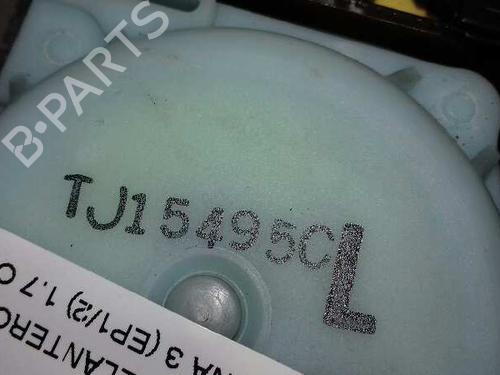 B-PARTS
TJ15495C
L
ELANTERO
NA 3 (EP1/2) 1.7 C